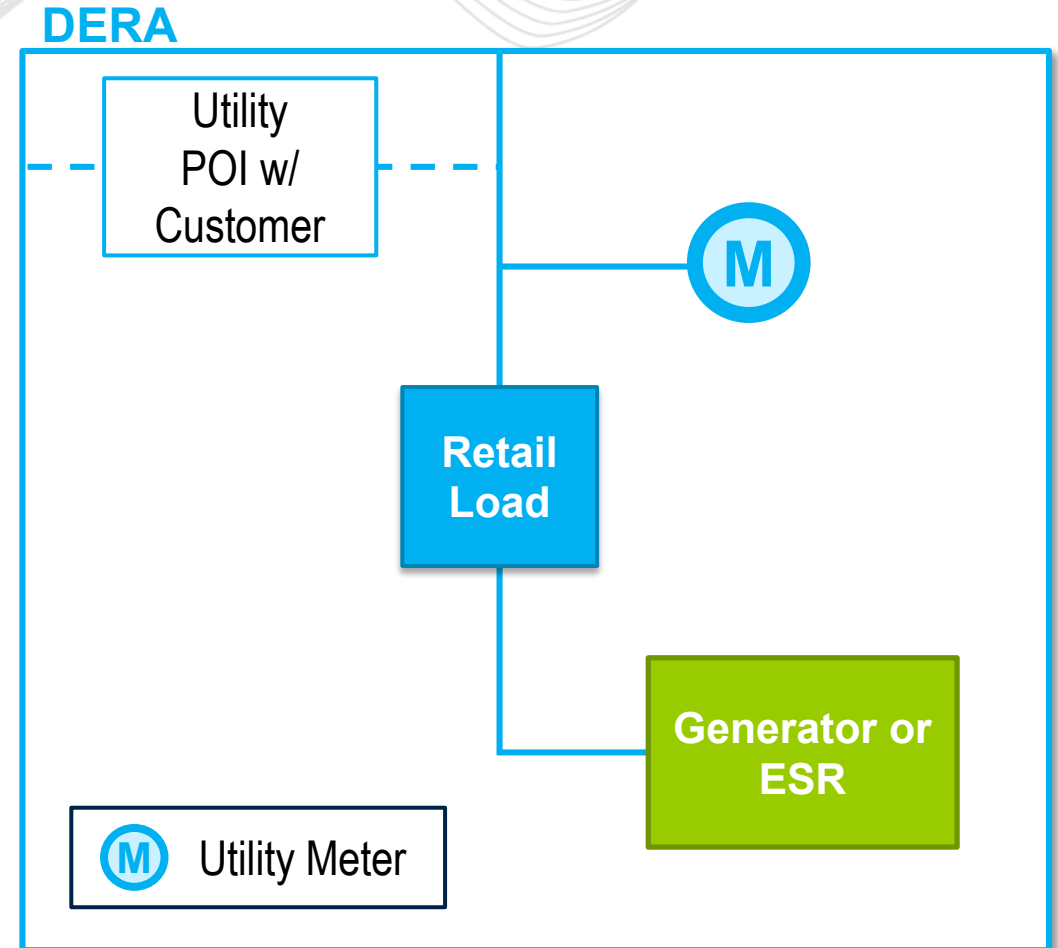 DERA
Utility
POI w/
Customer
M
Retail
Load
Generator or
ESR
M Utility Meter